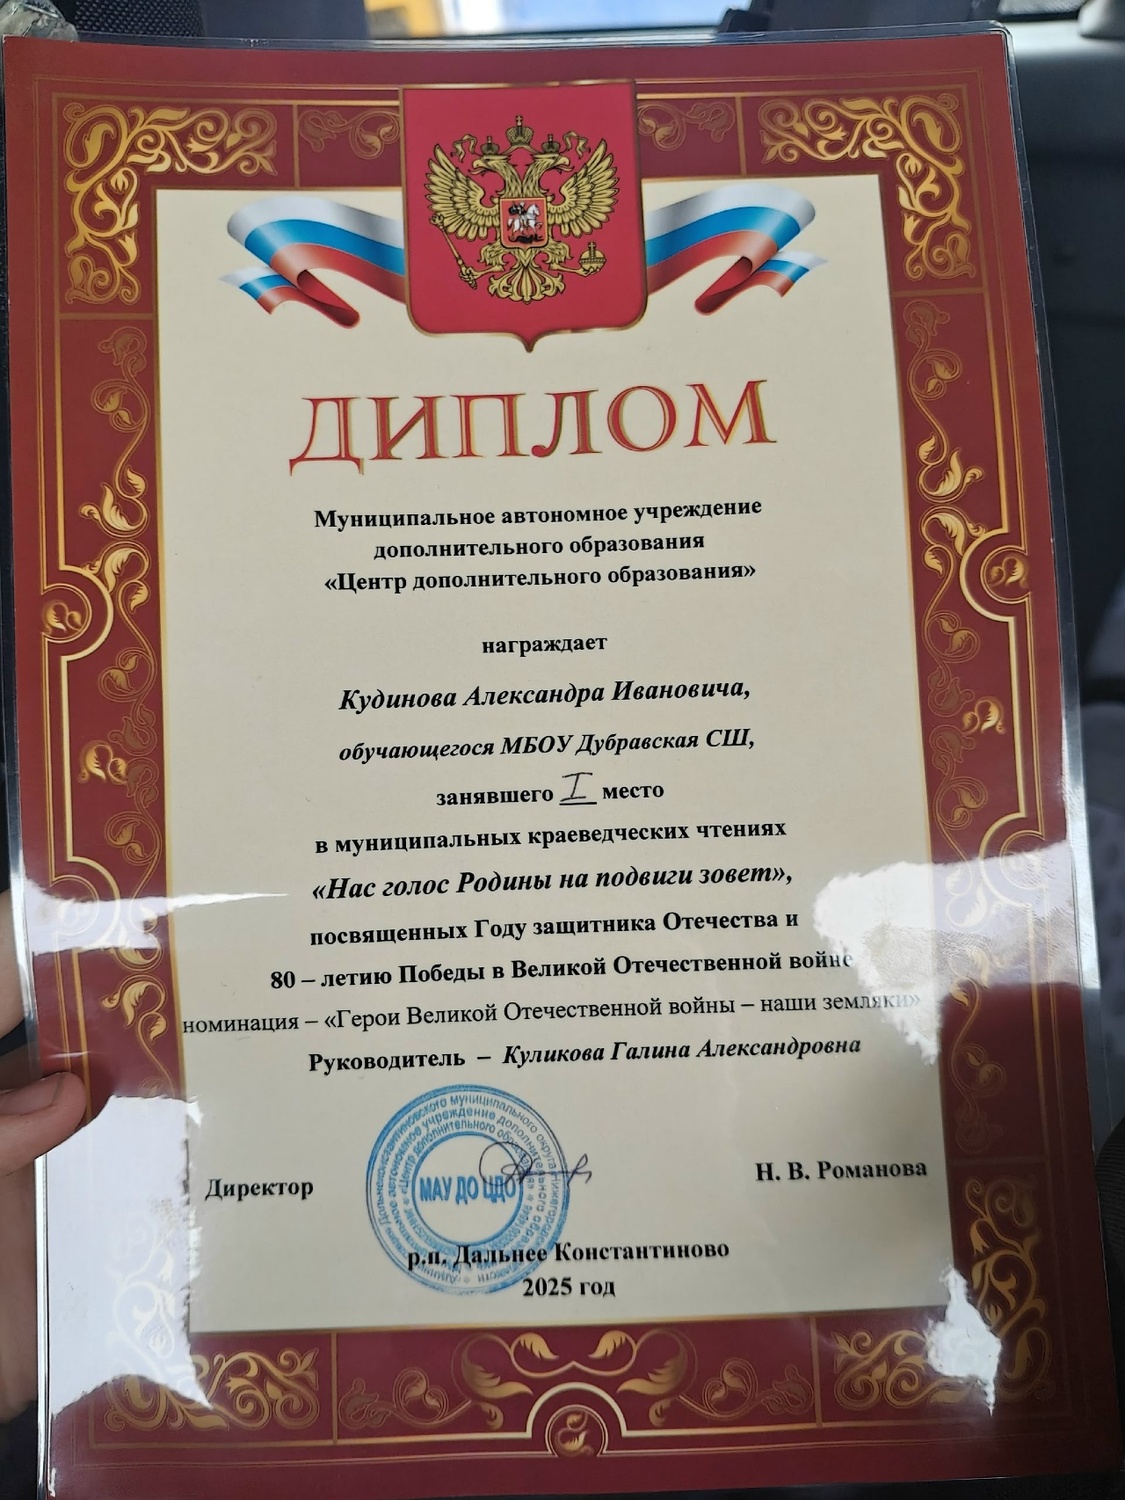 ДИПЛОМ
Муниципальное автономное учреждение
дополнительного образования
«Центр дополнительного образования»
награждает
Кудинова Александра Ивановича,
обучающегося МБОУ Дубравская СШ,
занявшего I место
в муниципальных краеведческих чтениях
«Нас голос Родины на подвиги зовет»,
посвященных Году защитника Отечества и
80 – летию Победы в Великой Отечественной войне
номинация – «Герои Великой Отечественной войны – наши земляки»
Руководитель – Куликова Галина Александровна
Директор
МАУ ДО ЦДО
Н. В. Романова
р.п. Дальнее Константиново
2025 год